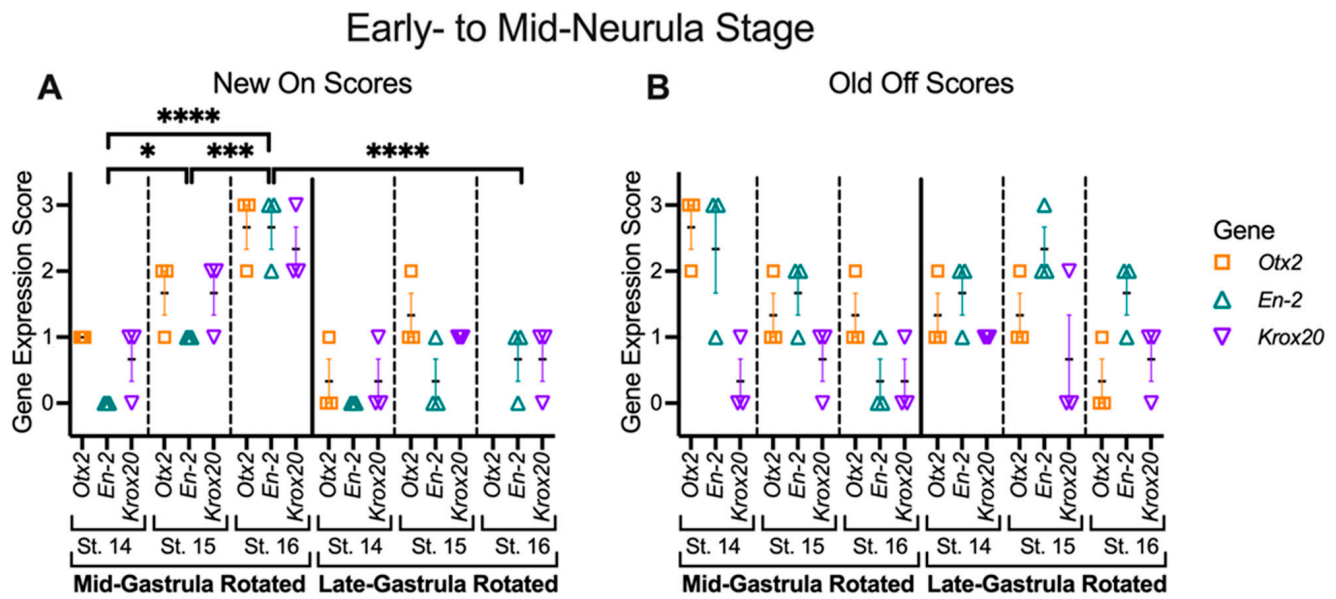 Early- to Mid-Neurula Stage
A
New On Scores
B
Old Off Scores
****
* *** ****
Gene Expression Score
3
2
1
0
Otx2 En-2 Krox20 Otx2 En-2 Krox20 Otx2 En-2 Krox20 Otx2 En-2 Krox20 Otx2 En-2 Krox20 Otx2 En-2 Krox20
St. 14 St. 15 St. 16 St. 14 St. 15 St. 16
Mid-Gastrula Rotated Late-Gastrula Rotated
Gene Expression Score
3
2
1
0
Otx2 En-2 Krox20 Otx2 En-2 Krox20 Otx2 En-2 Krox20 Otx2 En-2 Krox20 Otx2 En-2 Krox20 Otx2 En-2 Krox20
St. 14 St. 15 St. 16 St. 14 St. 15 St. 16
Mid-Gastrula Rotated Late-Gastrula Rotated
Gene
Otx2
En-2
Krox20